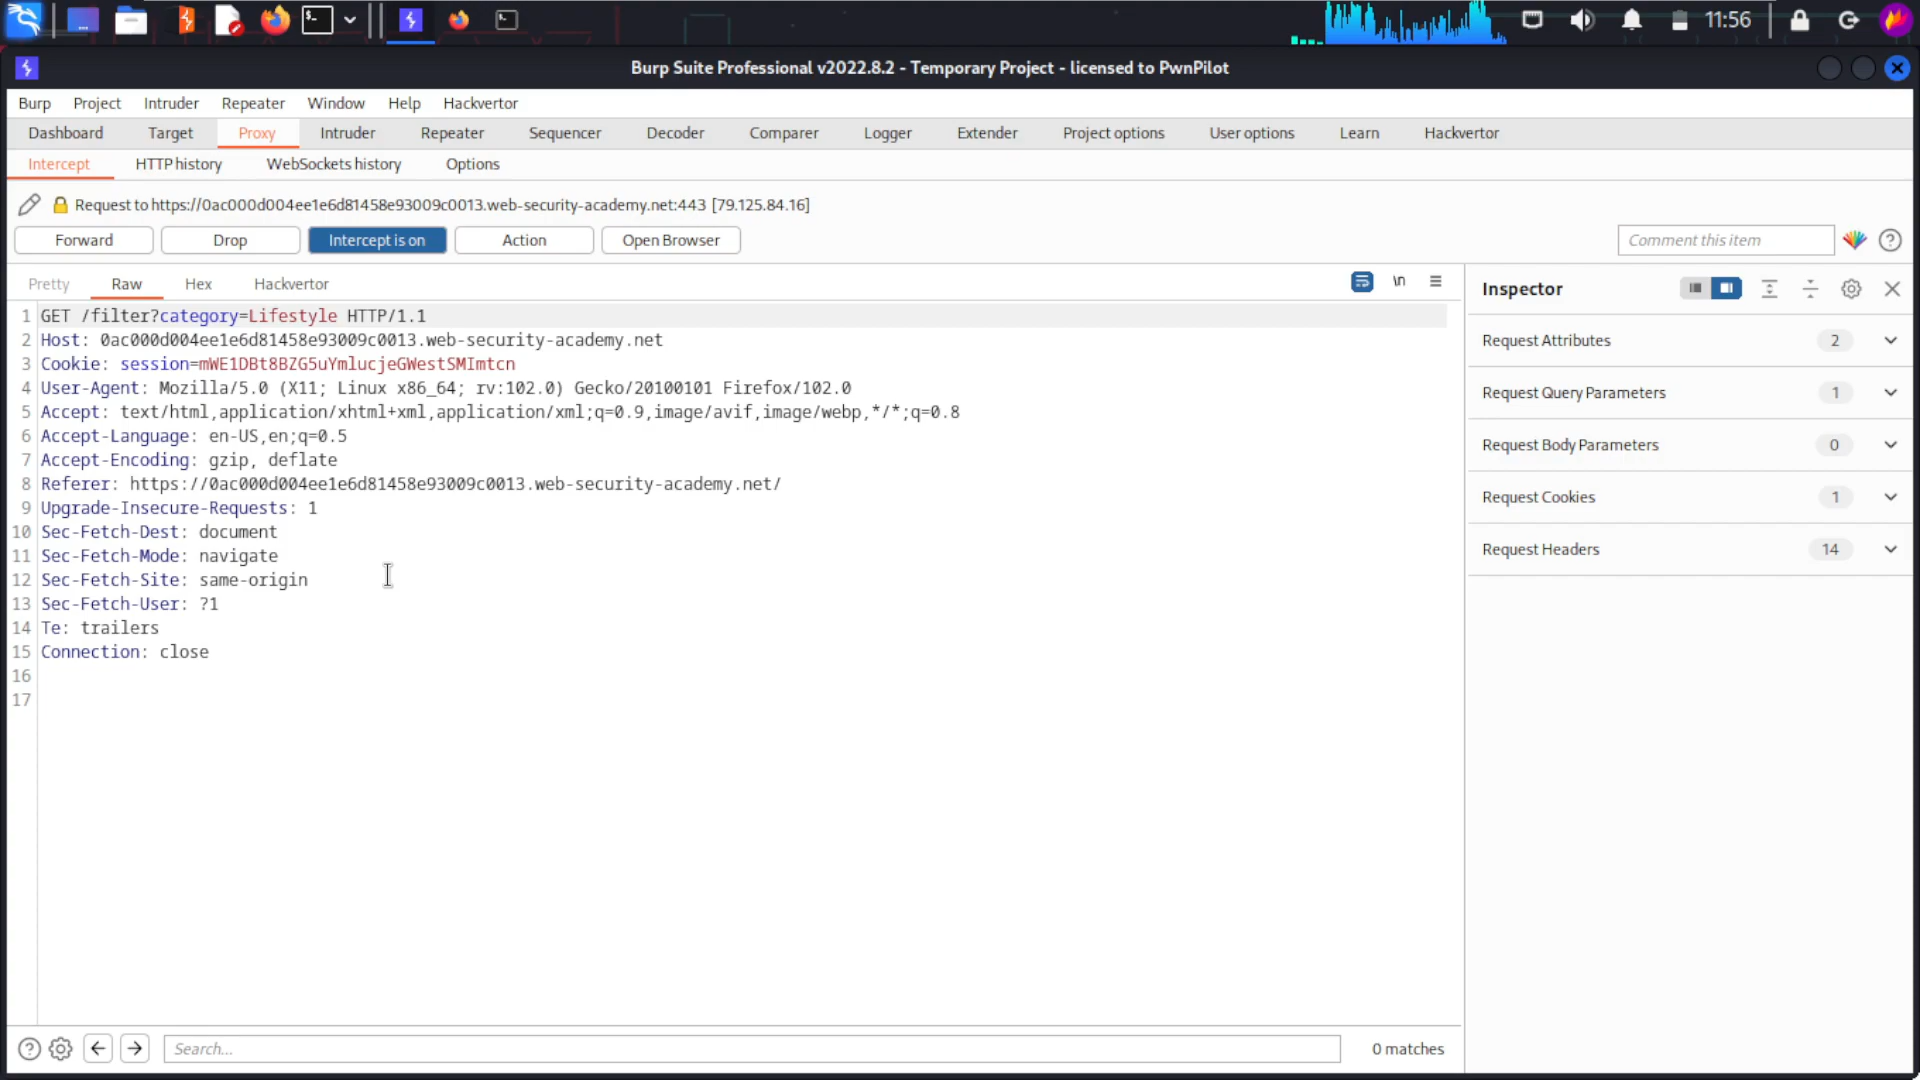 11:56
Burp Suite Professional v2022.8.2 - Temporary Project - licensed to PwnPilot
Burp Project Intruder Repeater Window Help Hackvertor
Dashboard Target Proxy Intruder Repeater Sequencer Decoder Comparer Logger Extender Project options User options Learn Hackvertor
Intercept HTTP history WebSockets history Options
Request to https://0ac000d004ee1e6d81458e93009c0013.web-security-academy.net:443 [79.125.84.16]
Forward Drop Intercept is on Action Open Browser Comment this item ?
Pretty Raw Hex Hackvertor \n
Inspector
1 GET /filter?category=Lifestyle HTTP/1.1
2 Host: 0ac000d004ee1e6d81458e93009c0013.web-security-academy.net
3 Cookie: session=mWE1DBt8BZG5uYmlucjeGWestSMImtcn
4 User-Agent: Mozilla/5.0 (X11; Linux x86_64; rv:102.0) Gecko/20100101 Firefox/102.0
5 Accept: text/html,application/xhtml+xml,application/xml;q=0.9,image/avif,image/webp,*/*;q=0.8
6 Accept-Language: en-US,en;q=0.5
7 Accept-Encoding: gzip, deflate
8 Referer: https://0ac000d004ee1e6d81458e93009c0013.web-security-academy.net/
9 Upgrade-Insecure-Requests: 1
10 Sec-Fetch-Dest: document
11 Sec-Fetch-Mode: navigate
12 Sec-Fetch-Site: same-origin
13 Sec-Fetch-User: ?1
14 Te: trailers
15 Connection: close
16
17
Request Attributes 2
Request Query Parameters 1
Request Body Parameters 0
Request Cookies 1
Request Headers 14
? Search... 0 matches